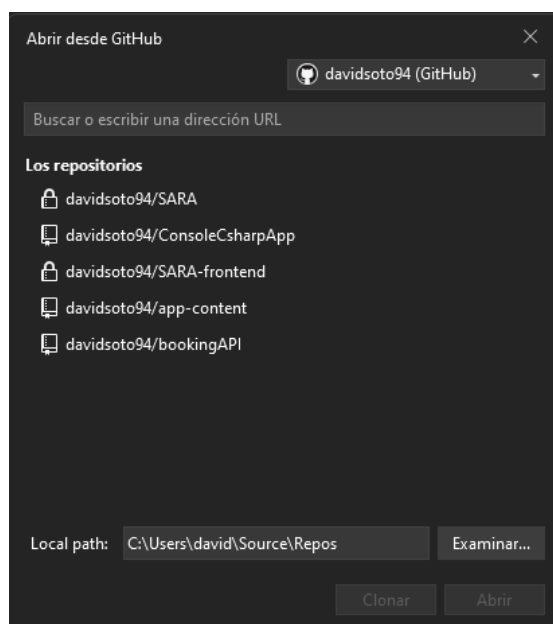 Abrir desde GitHub
davidsoto94 (GitHub)
Buscar o escribir una dirección URL
Los repositorios
davidsoto94/SARA
davidsoto94/ConsoleCsharpApp
davidsoto94/SARA-frontend
davidsoto94/app-content
davidsoto94/bookingAPI
Local path: C:\Users\david\Source\Repos Examinar...
Clonar Abrir